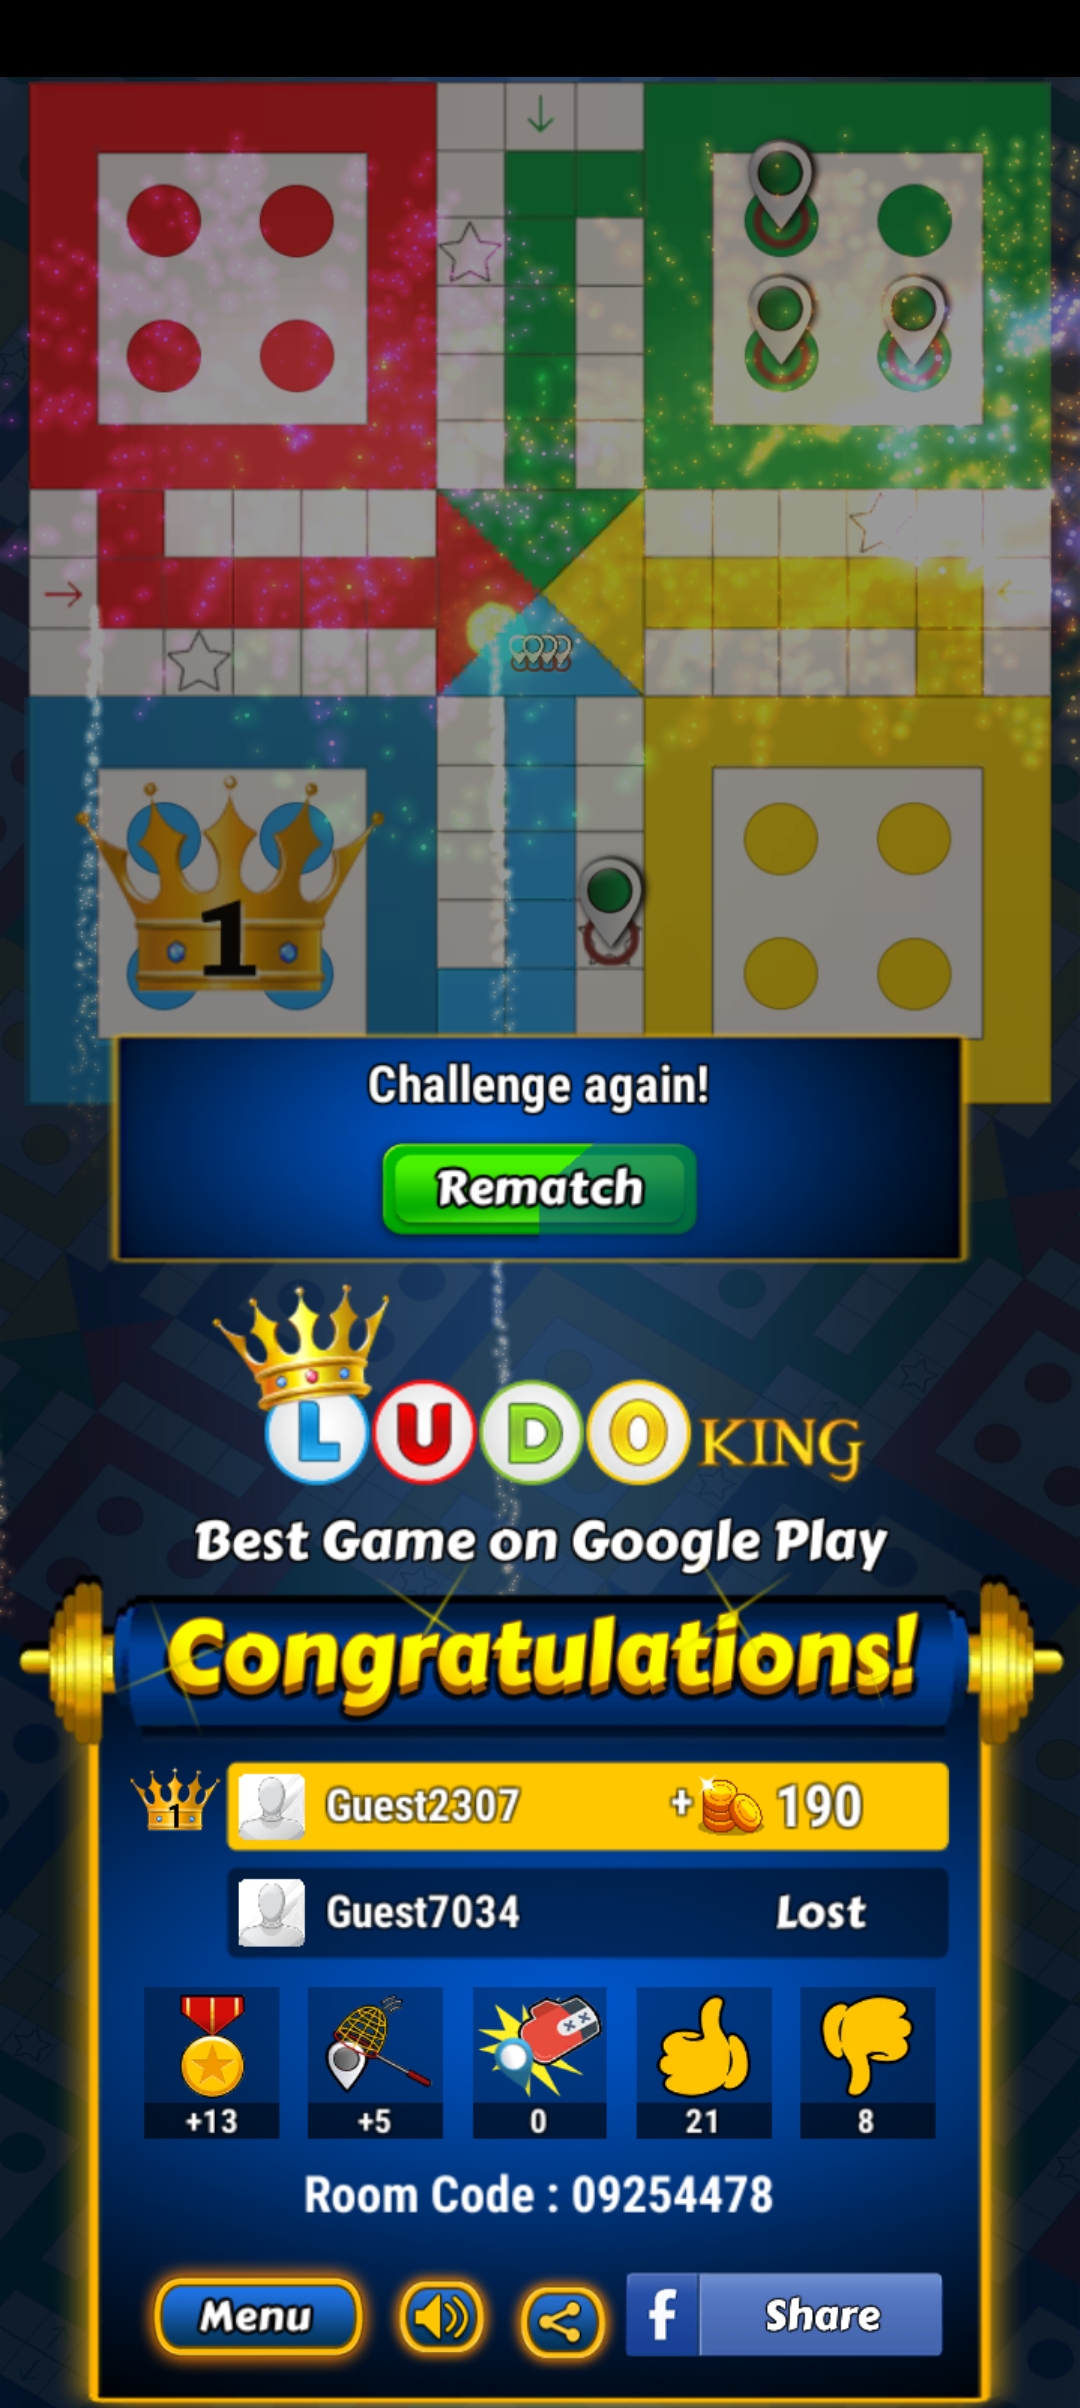 1
Challenge again!
Rematch
LUDO KING
Best Game on Google Play
Congratulations!
1 Guest2307 + 190
Guest7034 Lost
+13 +5 0 21 8
Room Code : 09254478
Menu f Share